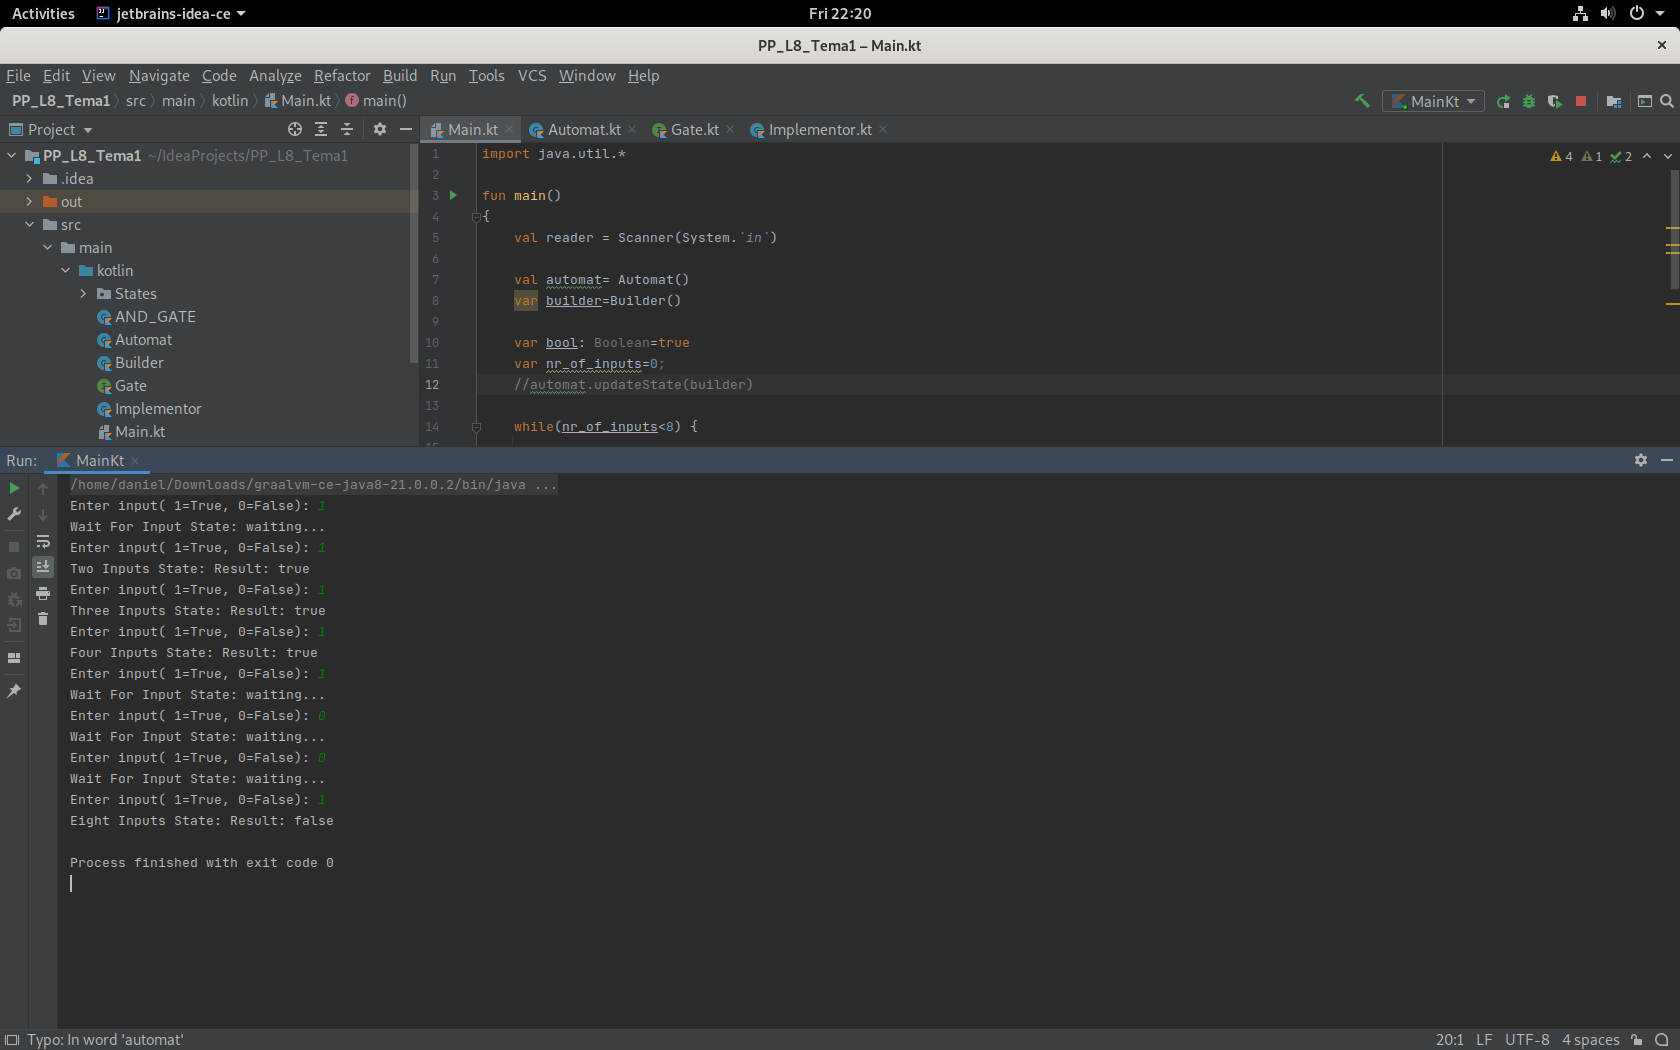 Activities jetbrains-idea-ce Fri 22:20
PP_L8_Tema1 – Main.kt
File Edit View Navigate Code Analyze Refactor Build Run Tools VCS Window Help
PP_L8_Tema1 src main kotlin Main.kt main() MainKt
Project Main.kt Automat.kt Gate.kt Implementor.kt
PP_L8_Tema1 ~/IdeaProjects/PP_L8_Tema1
.idea
out
src
main
kotlin
States
AND_GATE
Automat
Builder
Gate
Implementor
Main.kt
4 1 2
1 import java.util.*
2
3 fun main()
4 {
5 val reader = Scanner(System.`in`)
6
7 val automat= Automat()
8 var builder=Builder()
9
10 var bool: Boolean=true
11 var nr_of_inputs=0;
12 //automat.updateState(builder)
13
14 while(nr_of_inputs<8) {
Run: MainKt
/home/daniel/Downloads/graalvm-ce-java8-21.0.0.2/bin/java ...
Enter input( 1=True, 0=False): 1
Wait For Input State: waiting...
Enter input( 1=True, 0=False): 1
Two Inputs State: Result: true
Enter input( 1=True, 0=False): 1
Three Inputs State: Result: true
Enter input( 1=True, 0=False): 1
Four Inputs State: Result: true
Enter input( 1=True, 0=False): 1
Wait For Input State: waiting...
Enter input( 1=True, 0=False): 0
Wait For Input State: waiting...
Enter input( 1=True, 0=False): 0
Wait For Input State: waiting...
Enter input( 1=True, 0=False): 1
Eight Inputs State: Result: false
Process finished with exit code 0
Typo: In word 'automat' 20:1 LF UTF-8 4 spaces